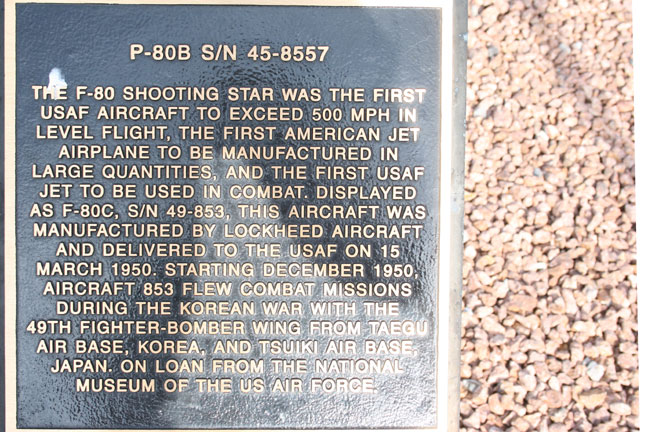 P-80B S/N 45-8557
THE F-80 SHOOTING STAR WAS THE FIRST
USAF AIRCRAFT TO EXCEED 500 MPH IN
LEVEL FLIGHT, THE FIRST AMERICAN JET
AIRPLANE TO BE MANUFACTURED IN
LARGE QUANTITIES, AND THE FIRST USAF
JET TO BE USED IN COMBAT. DISPLAYED
AS F-80C, S/N 49-853, THIS AIRCRAFT WAS
MANUFACTURED BY LOCKHEED AIRCRAFT
AND DELIVERED TO THE USAF ON 15
MARCH 1950. STARTING DECEMBER 1950,
AIRCRAFT 853 FLEW COMBAT MISSIONS
DURING THE KOREAN WAR WITH THE
49TH FIGHTER-BOMBER WING FROM TAEGU
AIR BASE, KOREA, AND TSUIKI AIR BASE,
JAPAN. ON LOAN FROM THE NATIONAL
MUSEUM OF THE US AIR FORCE.